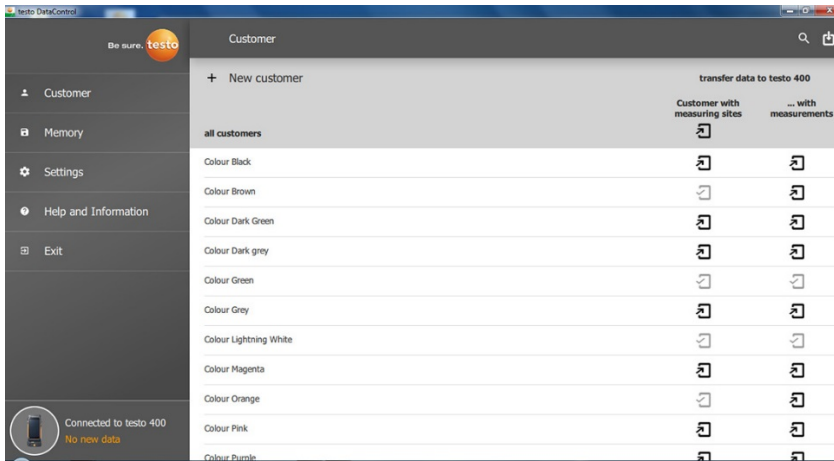 testo DataControl
Be sure. testo
Customer
Memory
Settings
Help and Information
Exit
Connected to testo 400
No new data
Customer
+ New customer
transfer data to testo 400
Customer with
measuring sites
... with
measurements
all customers
Colour Black
Colour Brown
Colour Dark Green
Colour Dark grey
Colour Green
Colour Grey
Colour Lightning White
Colour Magenta
Colour Orange
Colour Pink
Colour Purple